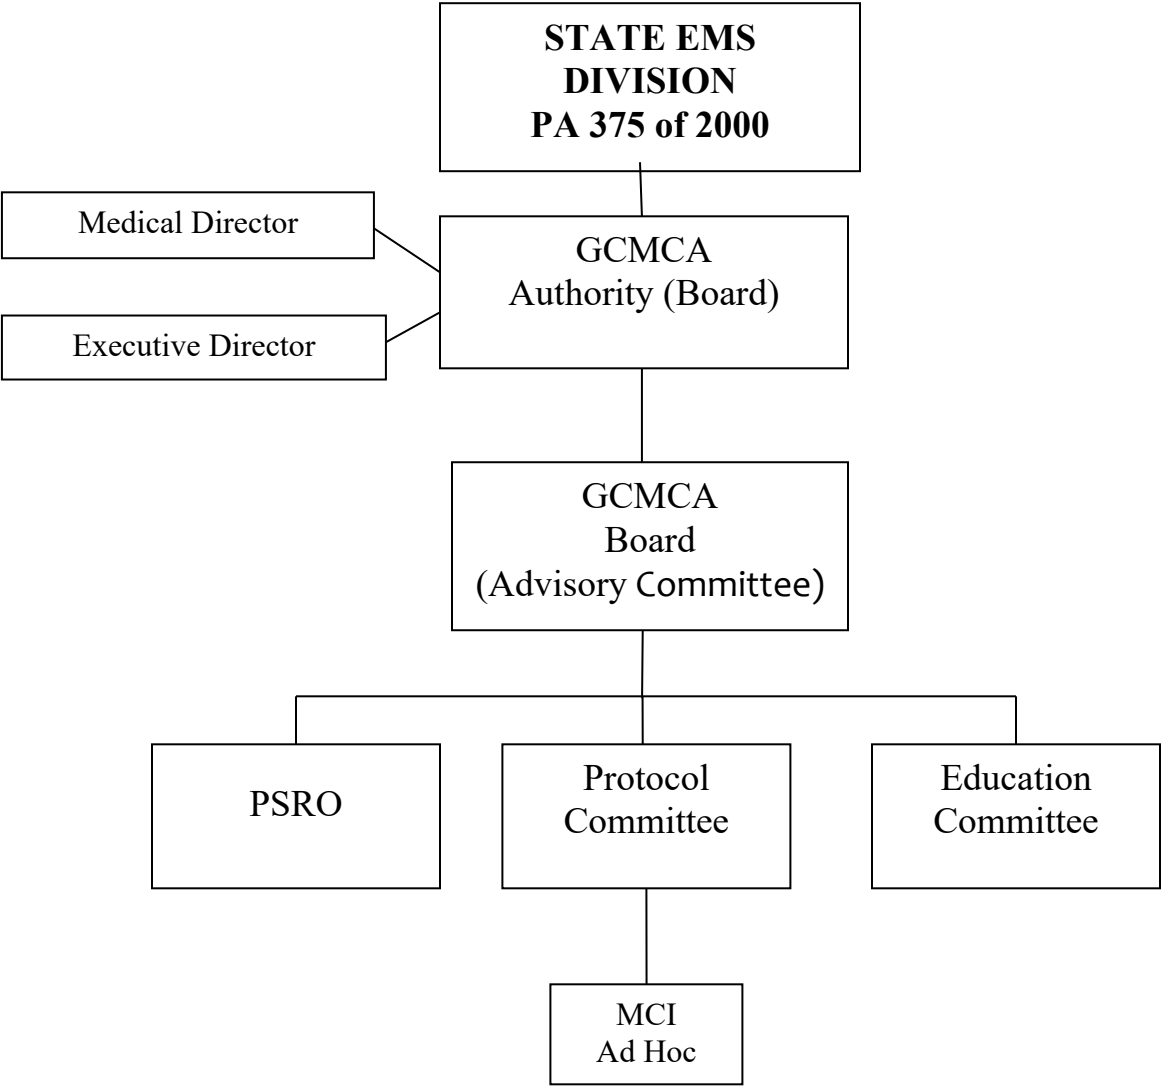 STATE EMS
DIVISION
PA 375 of 2000
Medical Director
GCMCA
Authority (Board)
Executive Director
GCMCA
Board
(Advisory Committee)
PSRO
Protocol
Committee
Education
Committee
MCI
Ad Hoc